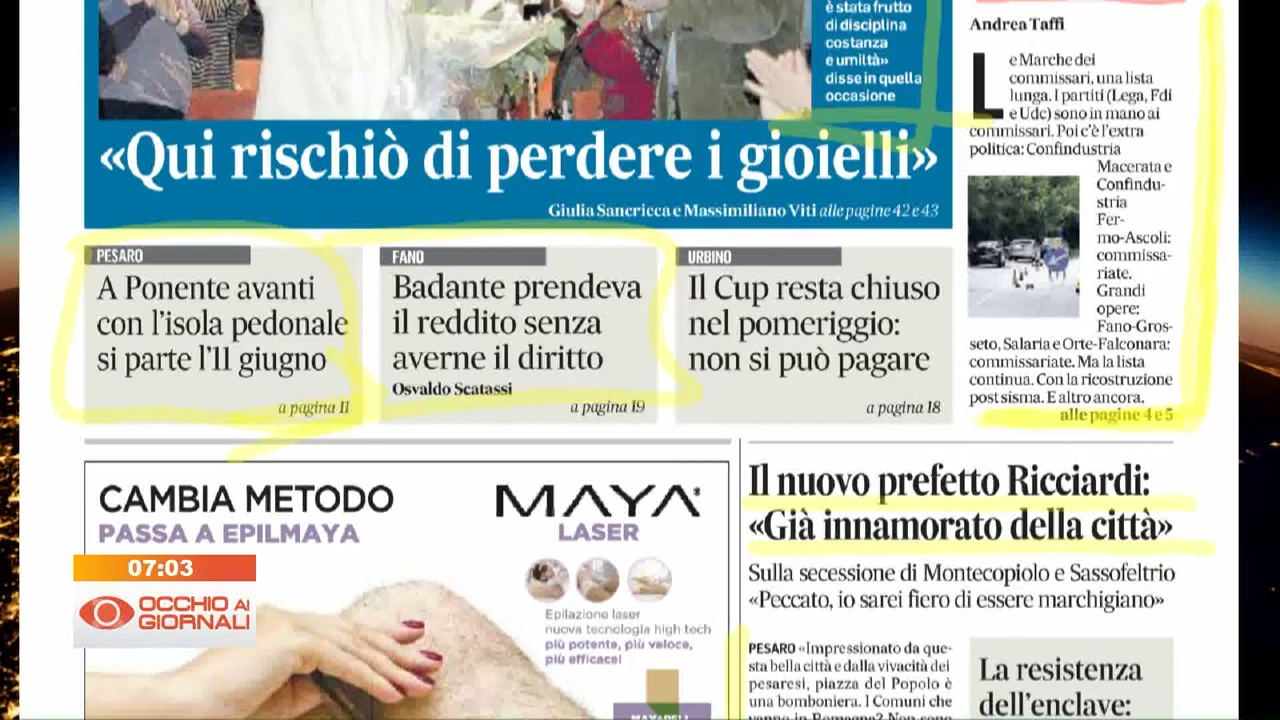 è stata frutto
di disciplina
costanza
e umiltà»
disse in quella
occasione
«Qui rischiò di perdere i gioielli»
Giulia Sancricca e Massimiliano Viti alle pagine 42 e 43
PESARO
A Ponente avanti
con l'isola pedonale
si parte l'11 giugno
a pagina 11
FANO
Badante prendeva
il reddito senza
averne il diritto
Osvaldo Scatassi
a pagina 19
URBINO
Il Cup resta chiuso
nel pomeriggio:
non si può pagare
a pagina 18
Andrea Taffi
Le Marche dei
commissari, una lista
lunga. I partiti (Lega, Fdi
e Udc) sono in mano ai
commissari. Poi c'è l'extra
politica: Confindustria
Macerata e
Confindu-
stria
Fer-
mo-Ascoli:
commissa-
riate.
Grandi
opere:
Fano-Gros-
seto, Salaria e Orte-Falconara:
commissariate. Ma la lista
continua. Con la ricostruzione
post sisma. E altro ancora.
alle pagine 4 e 5
CAMBIA METODO
PASSA A EPILMAYA
MAYA®
LASER
Epilazione laser
nuova tecnologia high tech
più potente, più veloce,
più efficace!
07:03
OCCHIO AI
GIORNALI
Il nuovo prefetto Ricciardi:
«Già innamorato della città»
Sulla secessione di Montecopiolo e Sassofeltrio
«Peccato, io sarei fiero di essere marchigiano»
PESARO «Impressionato da que-
sta bella città e dalla vivacità dei
pesaresi, piazza del Popolo è
una bomboniera. I Comuni che
La resistenza
dell'enclave: